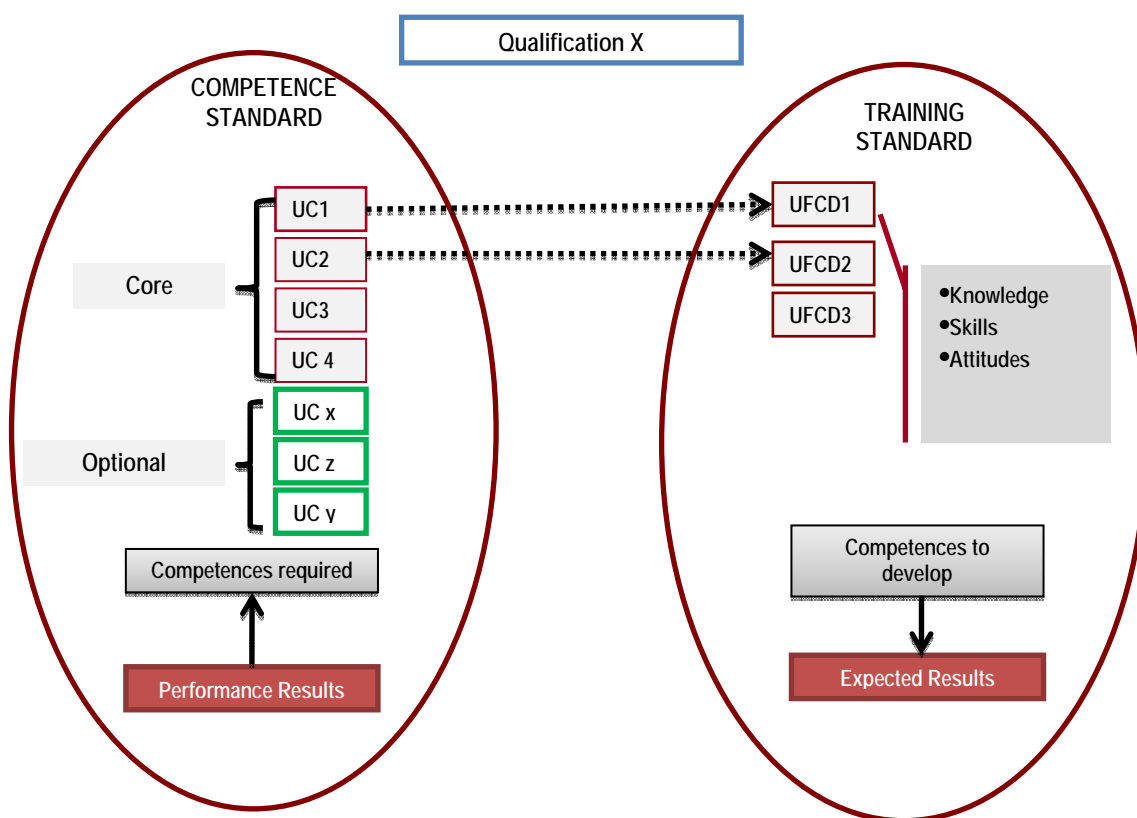 Qualification X
COMPETENCE
STANDARD
UC1
UC2
UC3
UC 4
Core
UC x
UC z
UC y
Optional
Competences required
Performance Results
TRAINING
STANDARD
UFCD1
UFCD2
UFCD3
•Knowledge
•Skills
•Attitudes
Competences to
develop
Expected Results